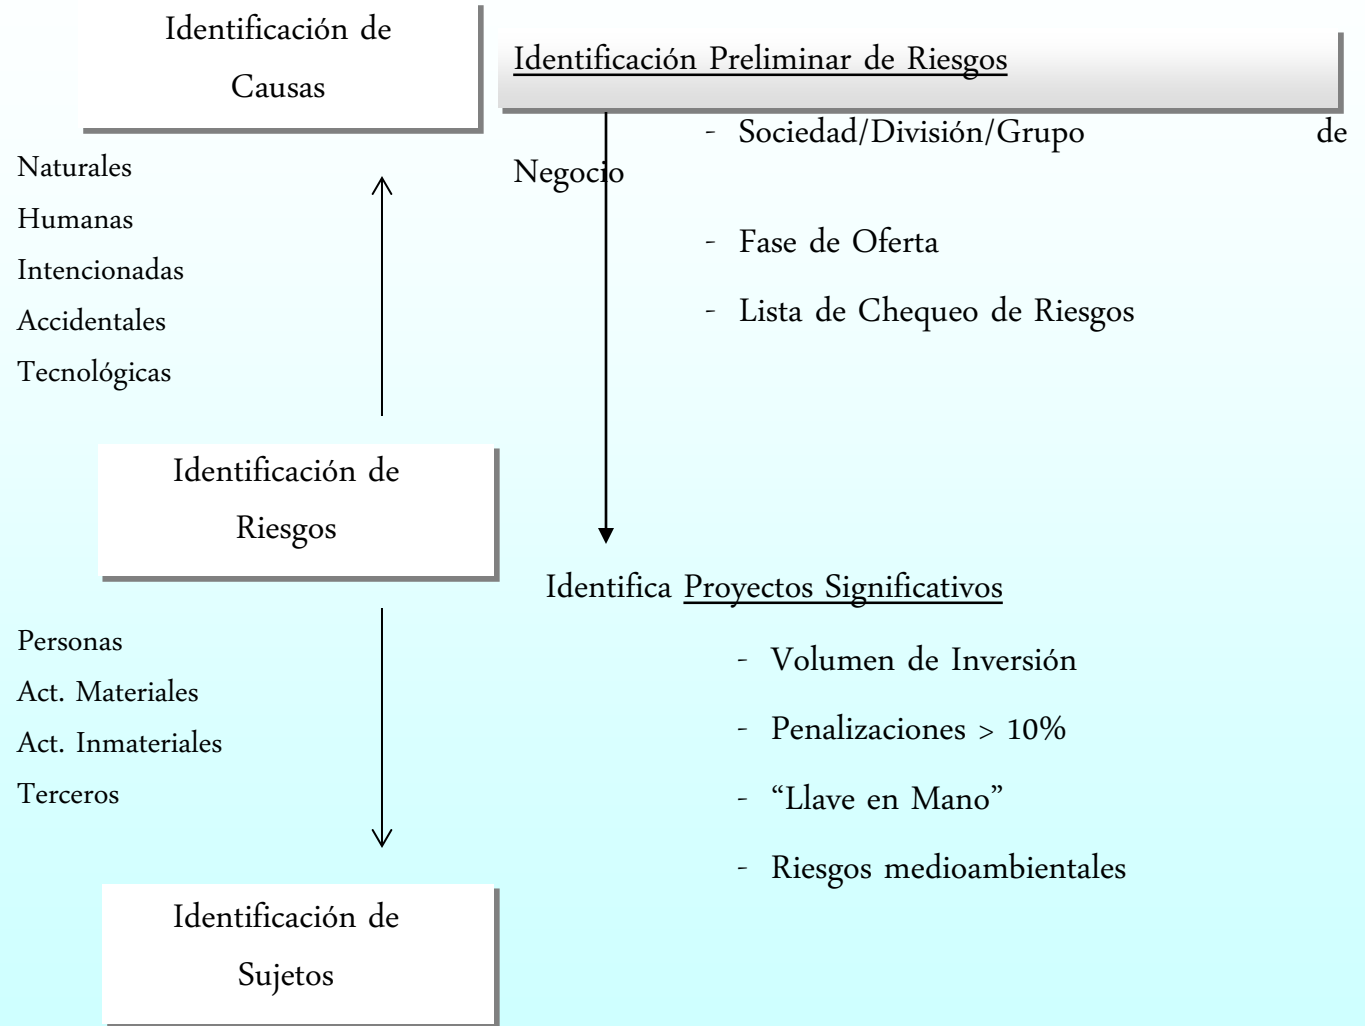 Identificación de
Causas
Naturales
Humanas
Intencionadas
Accidentales
Tecnológicas
Identificación de
Riesgos
Personas
Act. Materiales
Act. Inmateriales
Terceros
Identificación de
Sujetos
Identificación Preliminar de Riesgos
- Sociedad/División/Grupo de
Negocio
- Fase de Oferta
- Lista de Chequeo de Riesgos
Identifica Proyectos Significativos
- Volumen de Inversión
- Penalizaciones > 10%
- “Llave en Mano”
- Riesgos medioambientales